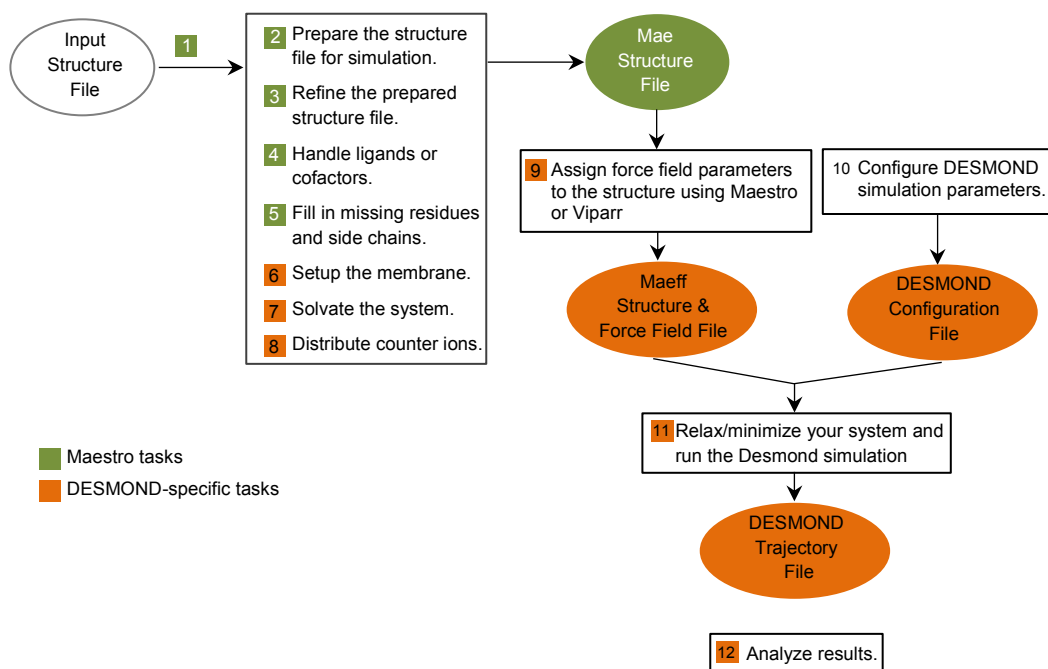 Input
Structure
File
1
2 Prepare the structure
file for simulation.
3 Refine the prepared
structure file.
4 Handle ligands or
cofactors.
5 Fill in missing residues
and side chains.
6 Setup the membrane.
7 Solvate the system.
8 Distribute counter ions.
Mae
Structure
File
9 Assign force field parameters
to the structure using Maestro
or Viparr
10 Configure DESMOND
simulation parameters.
Maeff
Structure &
Force Field File
DESMOND
Configuration
File
11 Relax/minimize your system and
run the Desmond simulation
Maestro tasks
DESMOND-specific tasks
DESMOND
Trajectory
File
12 Analyze results.